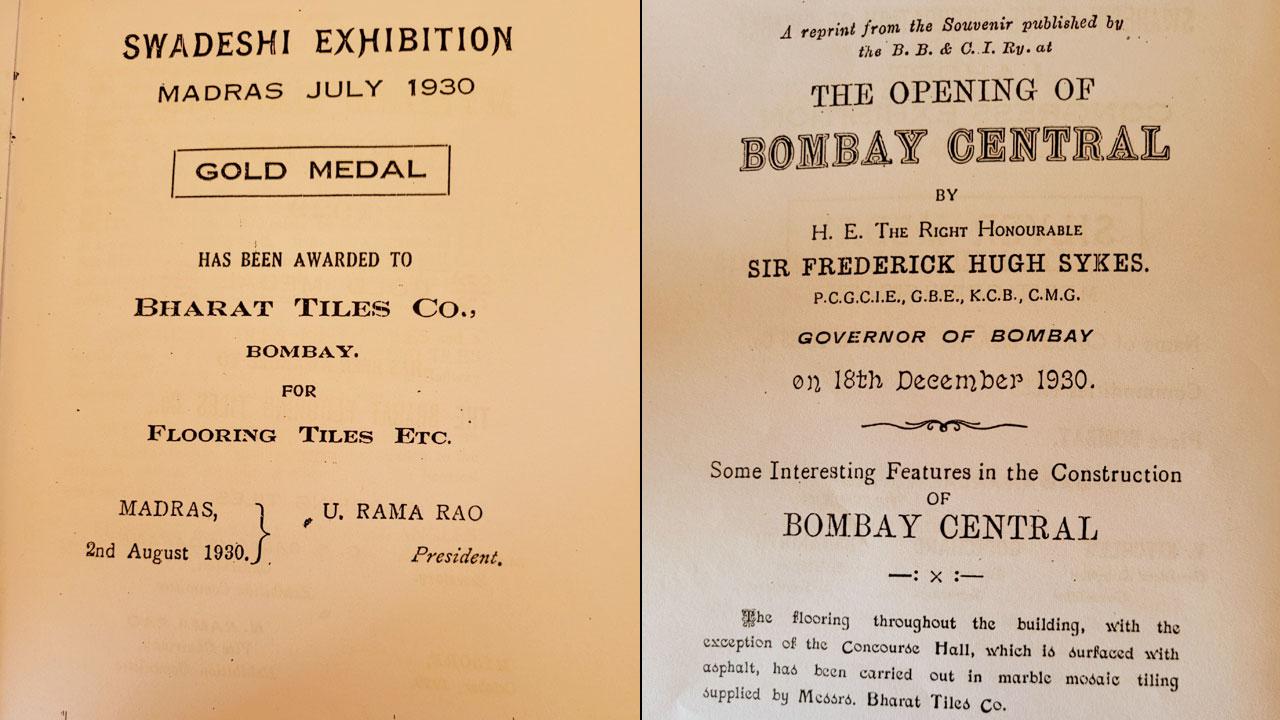 SWADESHI EXHIBITION
MADRAS JULY 1930
GOLD MEDAL
HAS BEEN AWARDED TO
BHARAT TILES CO.,
BOMBAY.
FOR
FLOORING TILES ETC.
MADRAS, } U. RAMA RAO
2nd August 1930. President.
A reprint from the Souvenir published by
the B. B. & C. I. Ry. at
THE OPENING OF
BOMBAY CENTRAL
BY
H. E. THE RIGHT HONOURABLE
SIR FREDERICK HUGH SYKES.
P.C.G.C.I.E., G.B.E., K.C.B., C.M.G.
GOVERNOR OF BOMBAY
on 18th December 1930.
Some Interesting Features in the Construction
OF
BOMBAY CENTRAL
—: × :—
The flooring throughout the building, with the
exception of the Concourse Hall, which is surfaced with
asphalt, has been carried out in marble mosaic tiling
supplied by Messrs. Bharat Tiles Co.